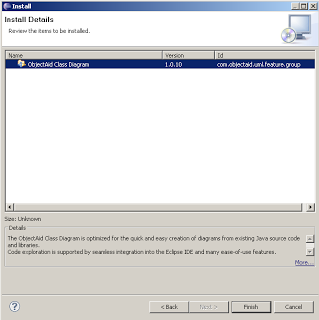 Install
Install Details
Review the items to be installed.
Name Version Id
ObjectAid Class Diagram 1.0.10 com.objectaid.uml.feature.group
Size: Unknown
Details
The ObjectAid Class Diagram is optimized for the quick and easy creation of diagrams from existing Java source code
and libraries.
Code exploration is supported by seamless integration into the Eclipse IDE and many ease-of-use features.
More...
< Back Next > Finish Cancel